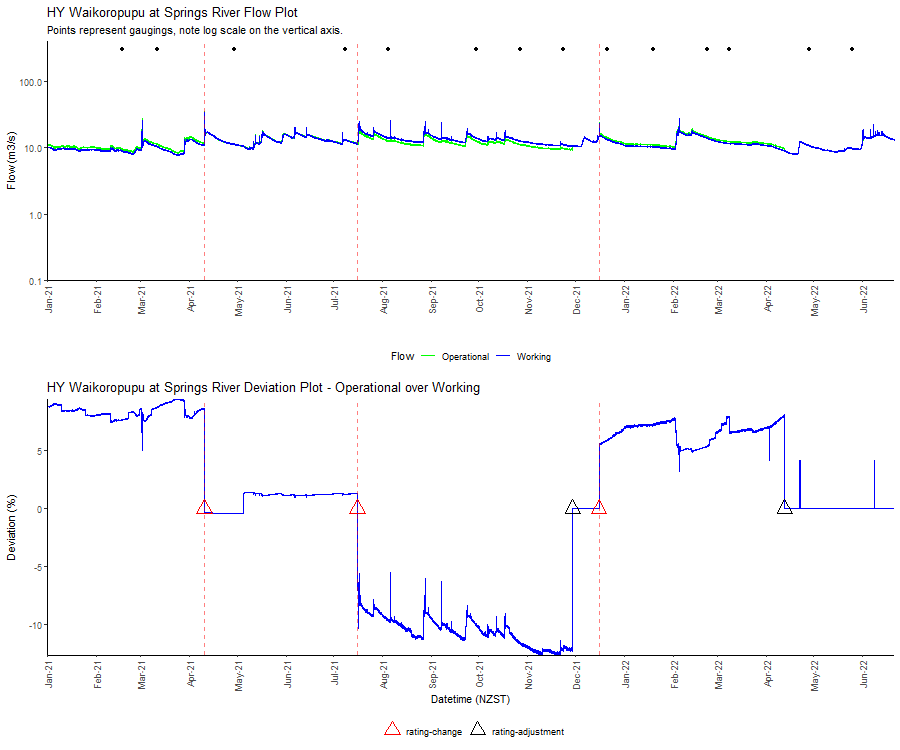 HY Waikoropupu at Springs River Flow Plot
Points represent gaugings, note log scale on the vertical axis.
Flow (m3/s)
100.0
10.0
1.0
0.1
Jan-21 Feb-21 Mar-21 Apr-21 May-21 Jun-21 Jul-21 Aug-21 Sep-21 Oct-21 Nov-21 Dec-21 Jan-22 Feb-22 Mar-22 Apr-22 May-22 Jun-22
Flow Operational Working
HY Waikoropupu at Springs River Deviation Plot - Operational over Working
Deviation (%)
5
0
-5
-10
Jan-21 Feb-21 Mar-21 Apr-21 May-21 Jun-21 Jul-21 Aug-21 Sep-21 Oct-21 Nov-21 Dec-21 Jan-22 Feb-22 Mar-22 Apr-22 May-22 Jun-22
Datetime (NZST)
rating-change rating-adjustment